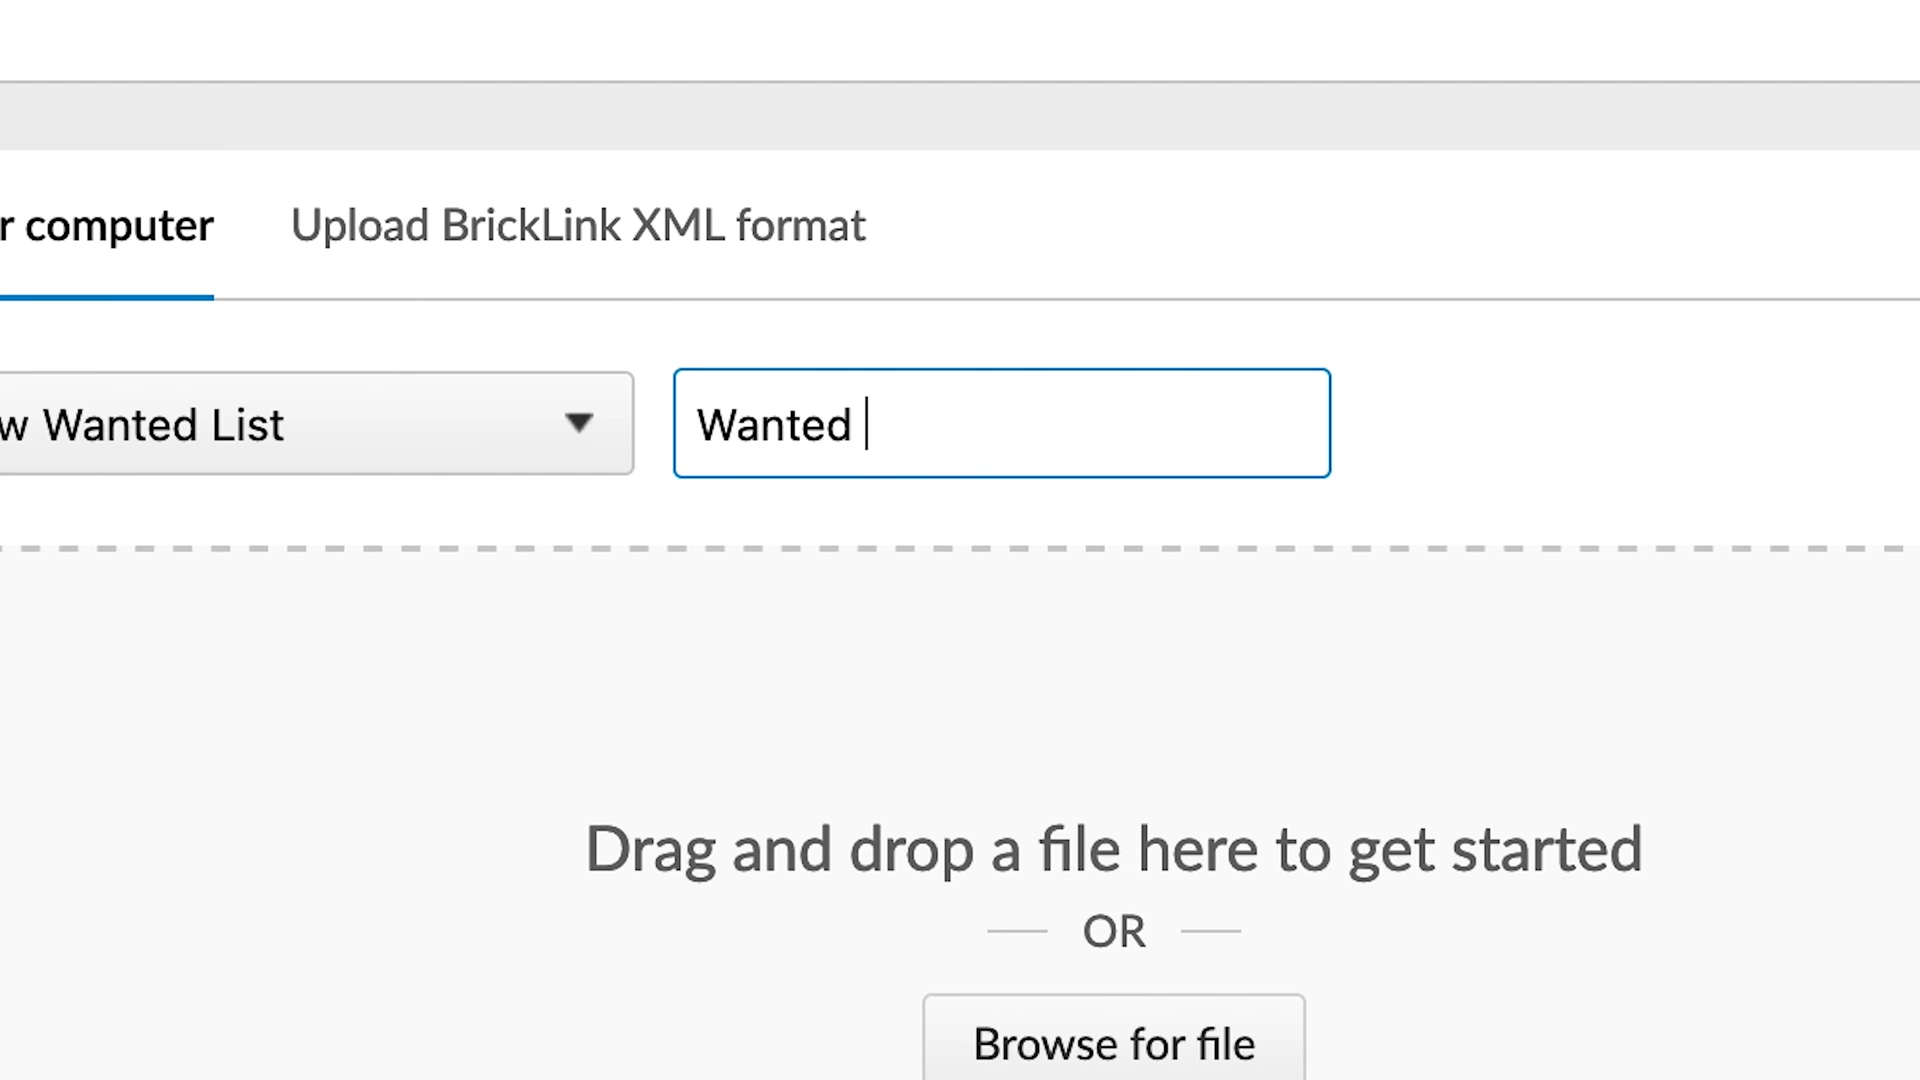 r computer Upload BrickLink XML format
w Wanted List Wanted
Drag and drop a file here to get started
OR
Browse for file